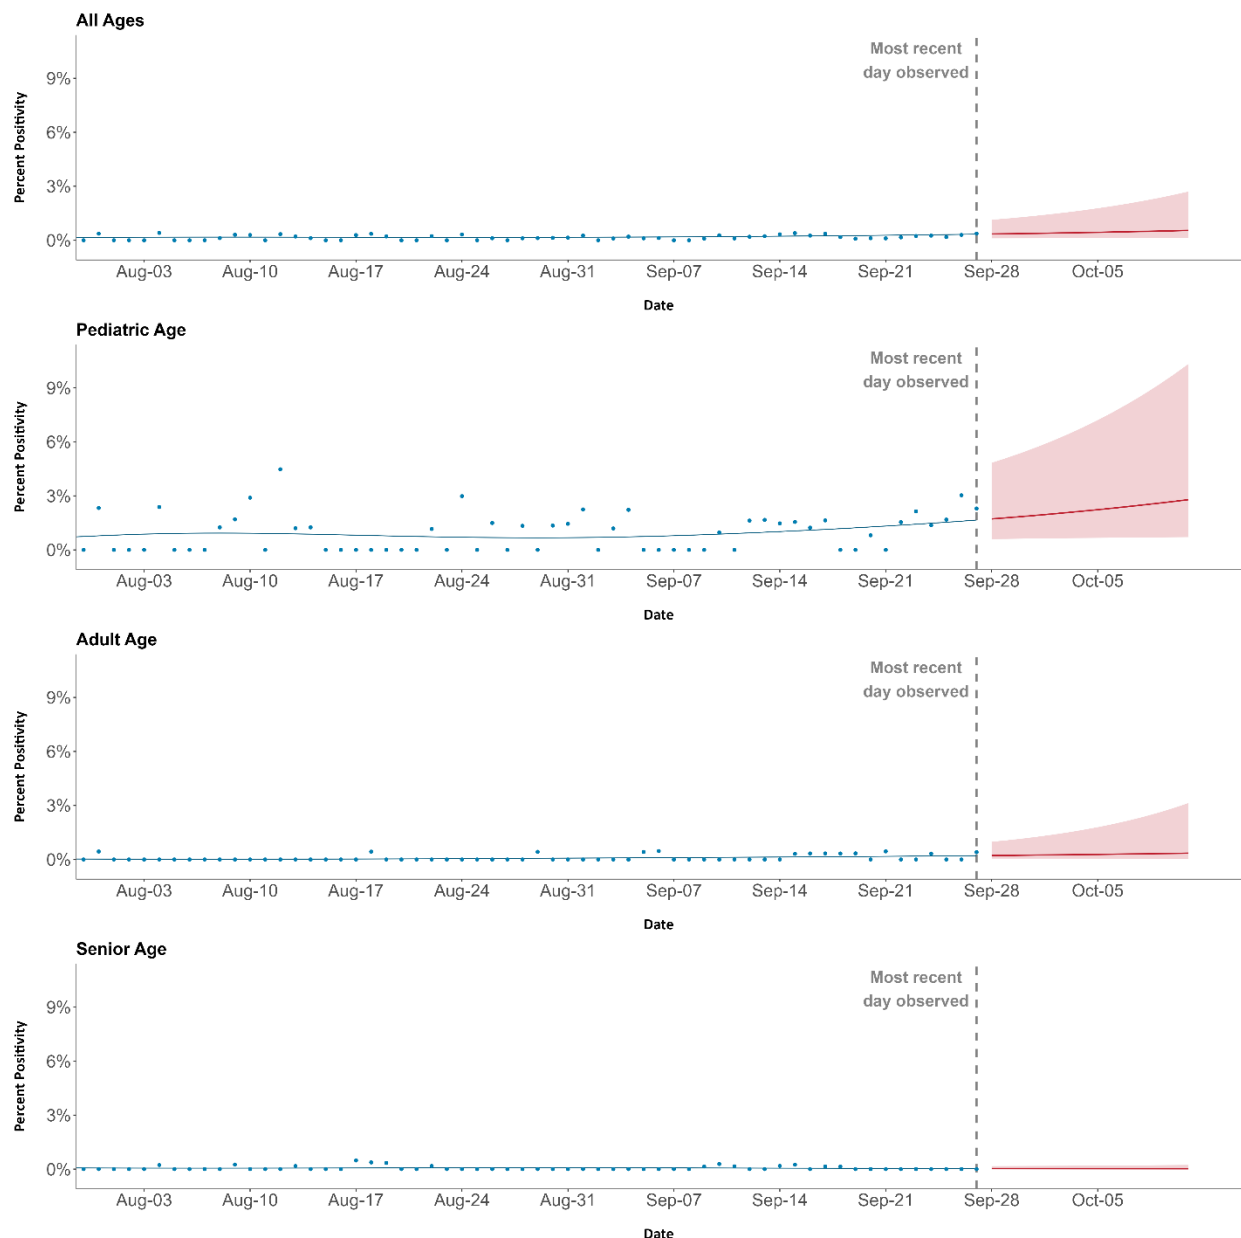 All Ages
Most recent
day observed
Percent Positivity
9%
6%
3%
0%
Aug-03 Aug-10 Aug-17 Aug-24 Aug-31 Sep-07 Sep-14 Sep-21 Sep-28 Oct-05
Date
Pediatric Age
Most recent
day observed
Percent Positivity
9%
6%
3%
0%
Aug-03 Aug-10 Aug-17 Aug-24 Aug-31 Sep-07 Sep-14 Sep-21 Sep-28 Oct-05
Date
Adult Age
Most recent
day observed
Percent Positivity
9%
6%
3%
0%
Aug-03 Aug-10 Aug-17 Aug-24 Aug-31 Sep-07 Sep-14 Sep-21 Sep-28 Oct-05
Date
Senior Age
Most recent
day observed
Percent Positivity
9%
6%
3%
0%
Aug-03 Aug-10 Aug-17 Aug-24 Aug-31 Sep-07 Sep-14 Sep-21 Sep-28 Oct-05
Date